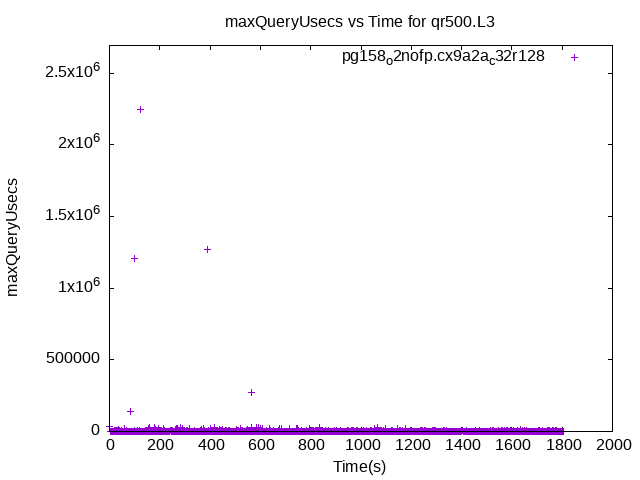 maxQueryUsecs vs Time for qr500.L3
pg158o2nofp.cx9a2ac32r128
2.5x10^6
2x10^6
1.5x10^6
1x10^6
500000
0
maxQueryUsecs
0 200 400 600 800 1000 1200 1400 1600 1800 2000
Time(s)